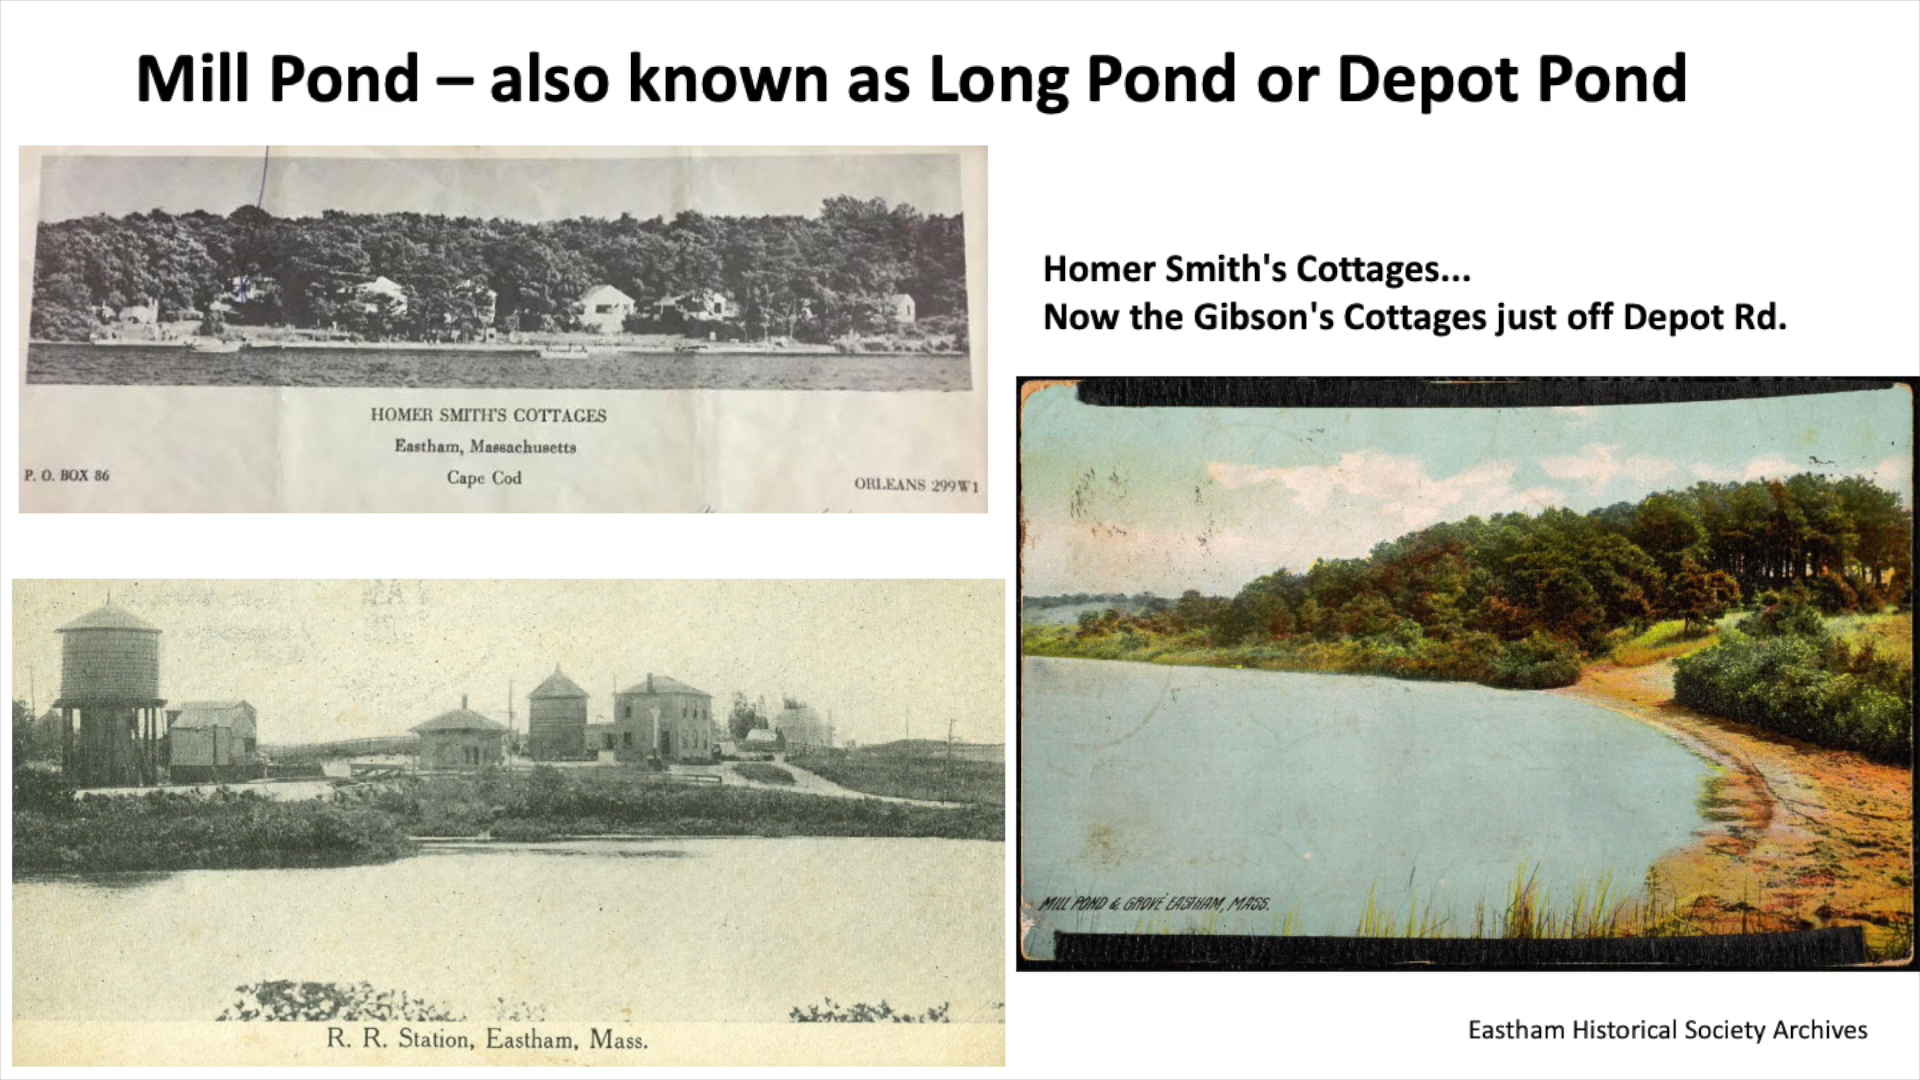 Mill Pond – also known as Long Pond or Depot Pond
HOMER SMITH'S COTTAGES
Eastham, Massachusetts
Cape Cod
P. O. BOX 86
ORLEANS 299W1
Homer Smith's Cottages...
Now the Gibson's Cottages just off Depot Rd.
MILL POND & GROVE EASTHAM, MASS.
R. R. Station, Eastham, Mass.
Eastham Historical Society Archives